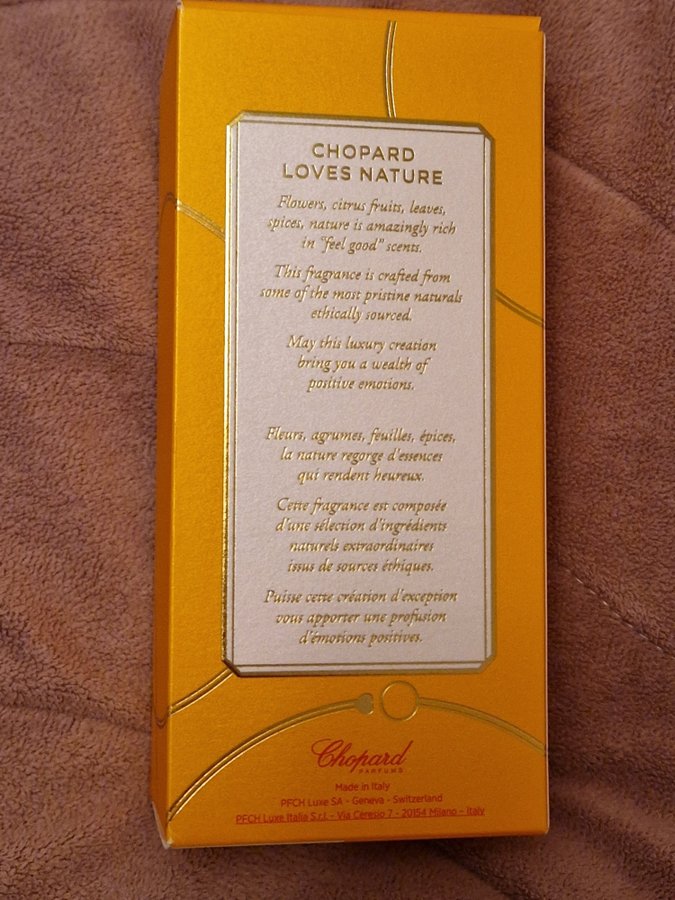 CHOPARD
LOVES NATURE
Flowers, citrus fruits, leaves,
spices, nature is amazingly rich
in "feel good" scents.
This fragrance is crafted from
some of the most pristine naturals
ethically sourced.
May this luxury creation
bring you a wealth of
positive emotions.
Fleurs, agrumes, feuilles, épices,
la nature regorge d'essences
qui rendent heureux.
Cette fragrance est composée
d'une sélection d'ingrédients
naturels extraordinaires
issus de sources éthiques.
Puisse cette création d'exception
vous apporter une profusion
d'émotions positives.
Chopard
PARFUMS
Made in Italy
PFCH Luxe SA - Geneva - Switzerland
PFCH Luxe Italia S.r.l. - Via Ceresio 7 - 20154 Milano – Italy